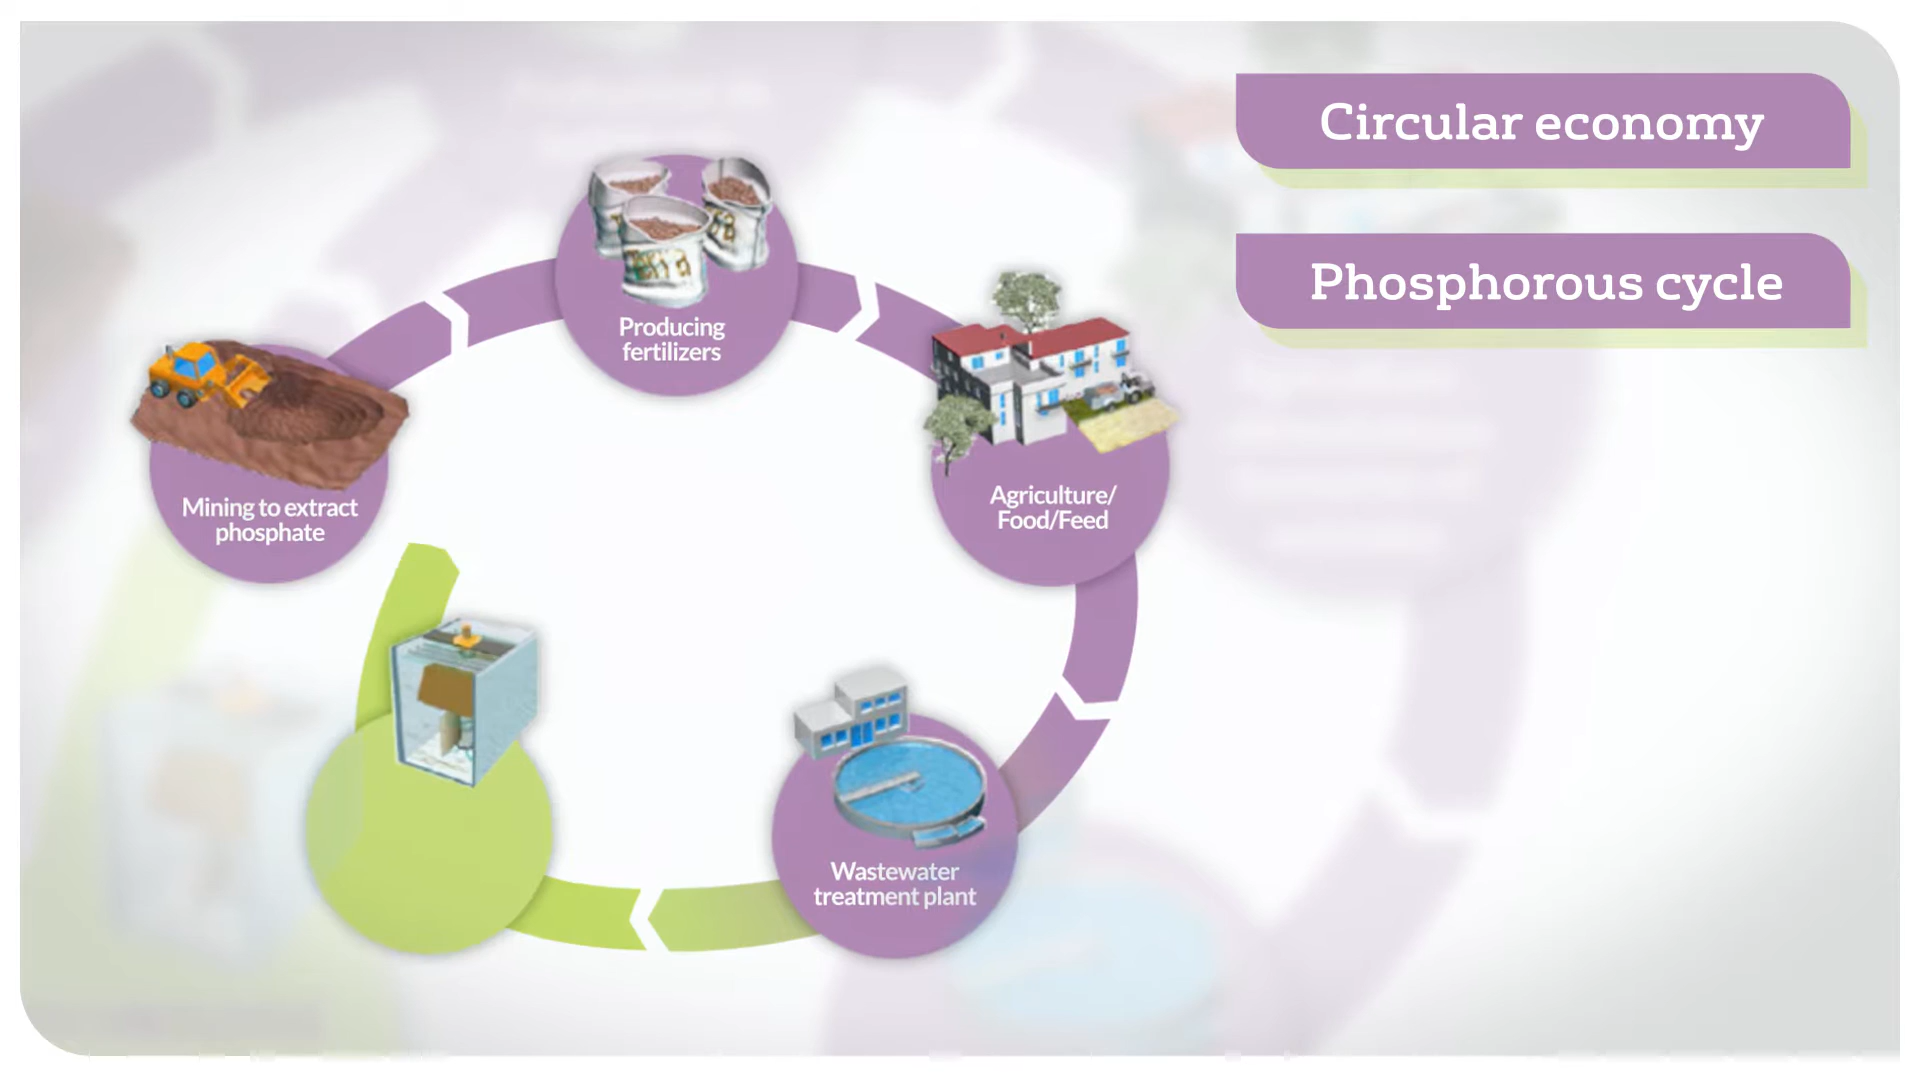 Circular economy
Phosphorous cycle
Producing
fertilizers
Mining to extract
phosphate
Agriculture/
Food/Feed
Wastewater
treatment plant